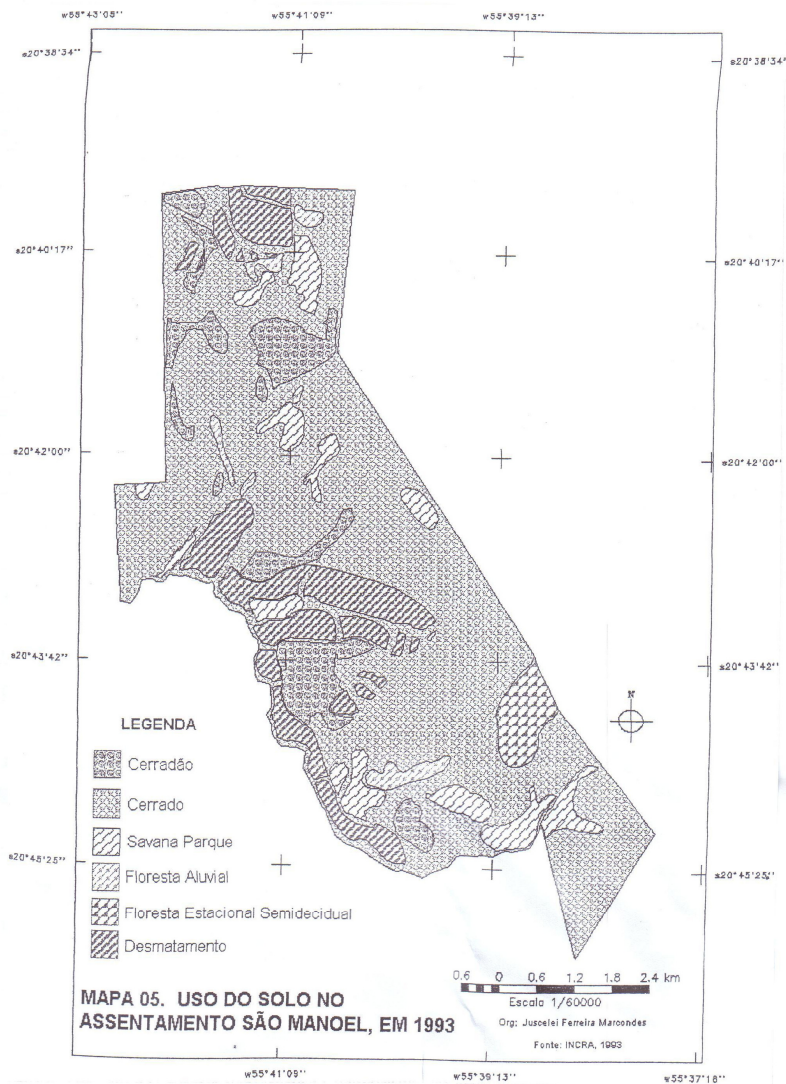 w55°43'05'' w55°41'09'' w55°39'13''
s20°38'34'' s20°38'34''
s20°40'17'' s20°40'17''
s20°42'00'' s20°42'00''
s20°43'42'' s20°43'42''
N
LEGENDA
Cerradão
Cerrado
Savana Parque
Floresta Aluvial
Floresta Estacional Semidecidual
Desmatamento
s20°45'25'' s20°45'25''
0.6 0 0.6 1.2 1.8 2.4 km
Escala 1/60000
MAPA 05. USO DO SOLO NO
ASSENTAMENTO SÃO MANOEL, EM 1993
Org: Juscelei Ferreira Marcondes
Fonte: INCRA, 1993
w55°41'09'' w55°39'13'' w55°37'18''